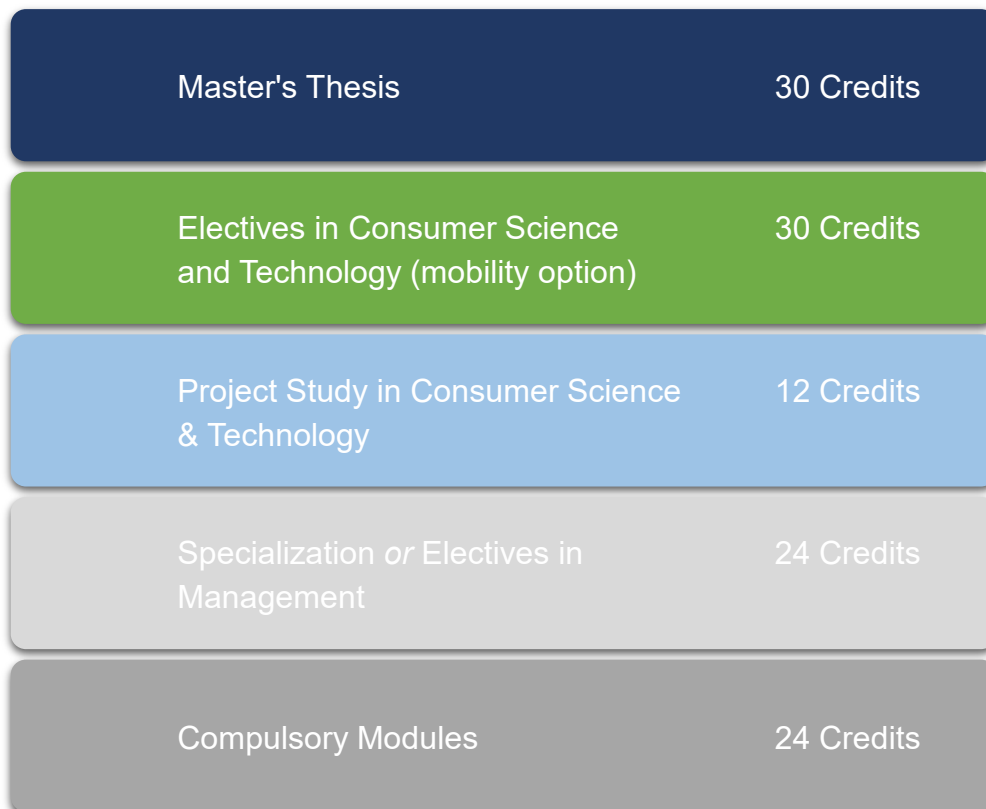 Master's Thesis 30 Credits
Electives in Consumer Science 30 Credits
and Technology (mobility option)
Project Study in Consumer Science 12 Credits
& Technology
Specialization or Electives in 24 Credits
Management
Compulsory Modules 24 Credits